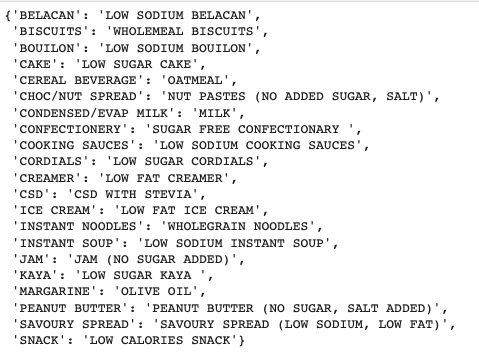 {'BELACAN': 'LOW SODIUM BELACAN',
'BISCUITS': 'WHOLEMEAL BISCUITS',
'BOUILON': 'LOW SODIUM BOUILON',
'CAKE': 'LOW SUGAR CAKE',
'CEREAL BEVERAGE': 'OATMEAL',
'CHOC/NUT SPREAD': 'NUT PASTES (NO ADDED SUGAR, SALT)',
'CONDENSED/EVAP MILK': 'MILK',
'CONFECTIONERY': 'SUGAR FREE CONFECTIONARY ',
'COOKING SAUCES': 'LOW SODIUM COOKING SAUCES',
'CORDIALS': 'LOW SUGAR CORDIALS',
'CREAMER': 'LOW FAT CREAMER',
'CSD': 'CSD WITH STEVIA',
'ICE CREAM': 'LOW FAT ICE CREAM',
'INSTANT NOODLES': 'WHOLEGRAIN NOODLES',
'INSTANT SOUP': 'LOW SODIUM INSTANT SOUP',
'JAM': 'JAM (NO SUGAR ADDED)',
'KAYA': 'LOW SUGAR KAYA ',
'MARGARINE': 'OLIVE OIL',
'PEANUT BUTTER': 'PEANUT BUTTER (NO SUGAR, SALT ADDED)',
'SAVOURY SPREAD': 'SAVOURY SPREAD (LOW SODIUM, LOW FAT)',
'SNACK': 'LOW CALORIES SNACK'}